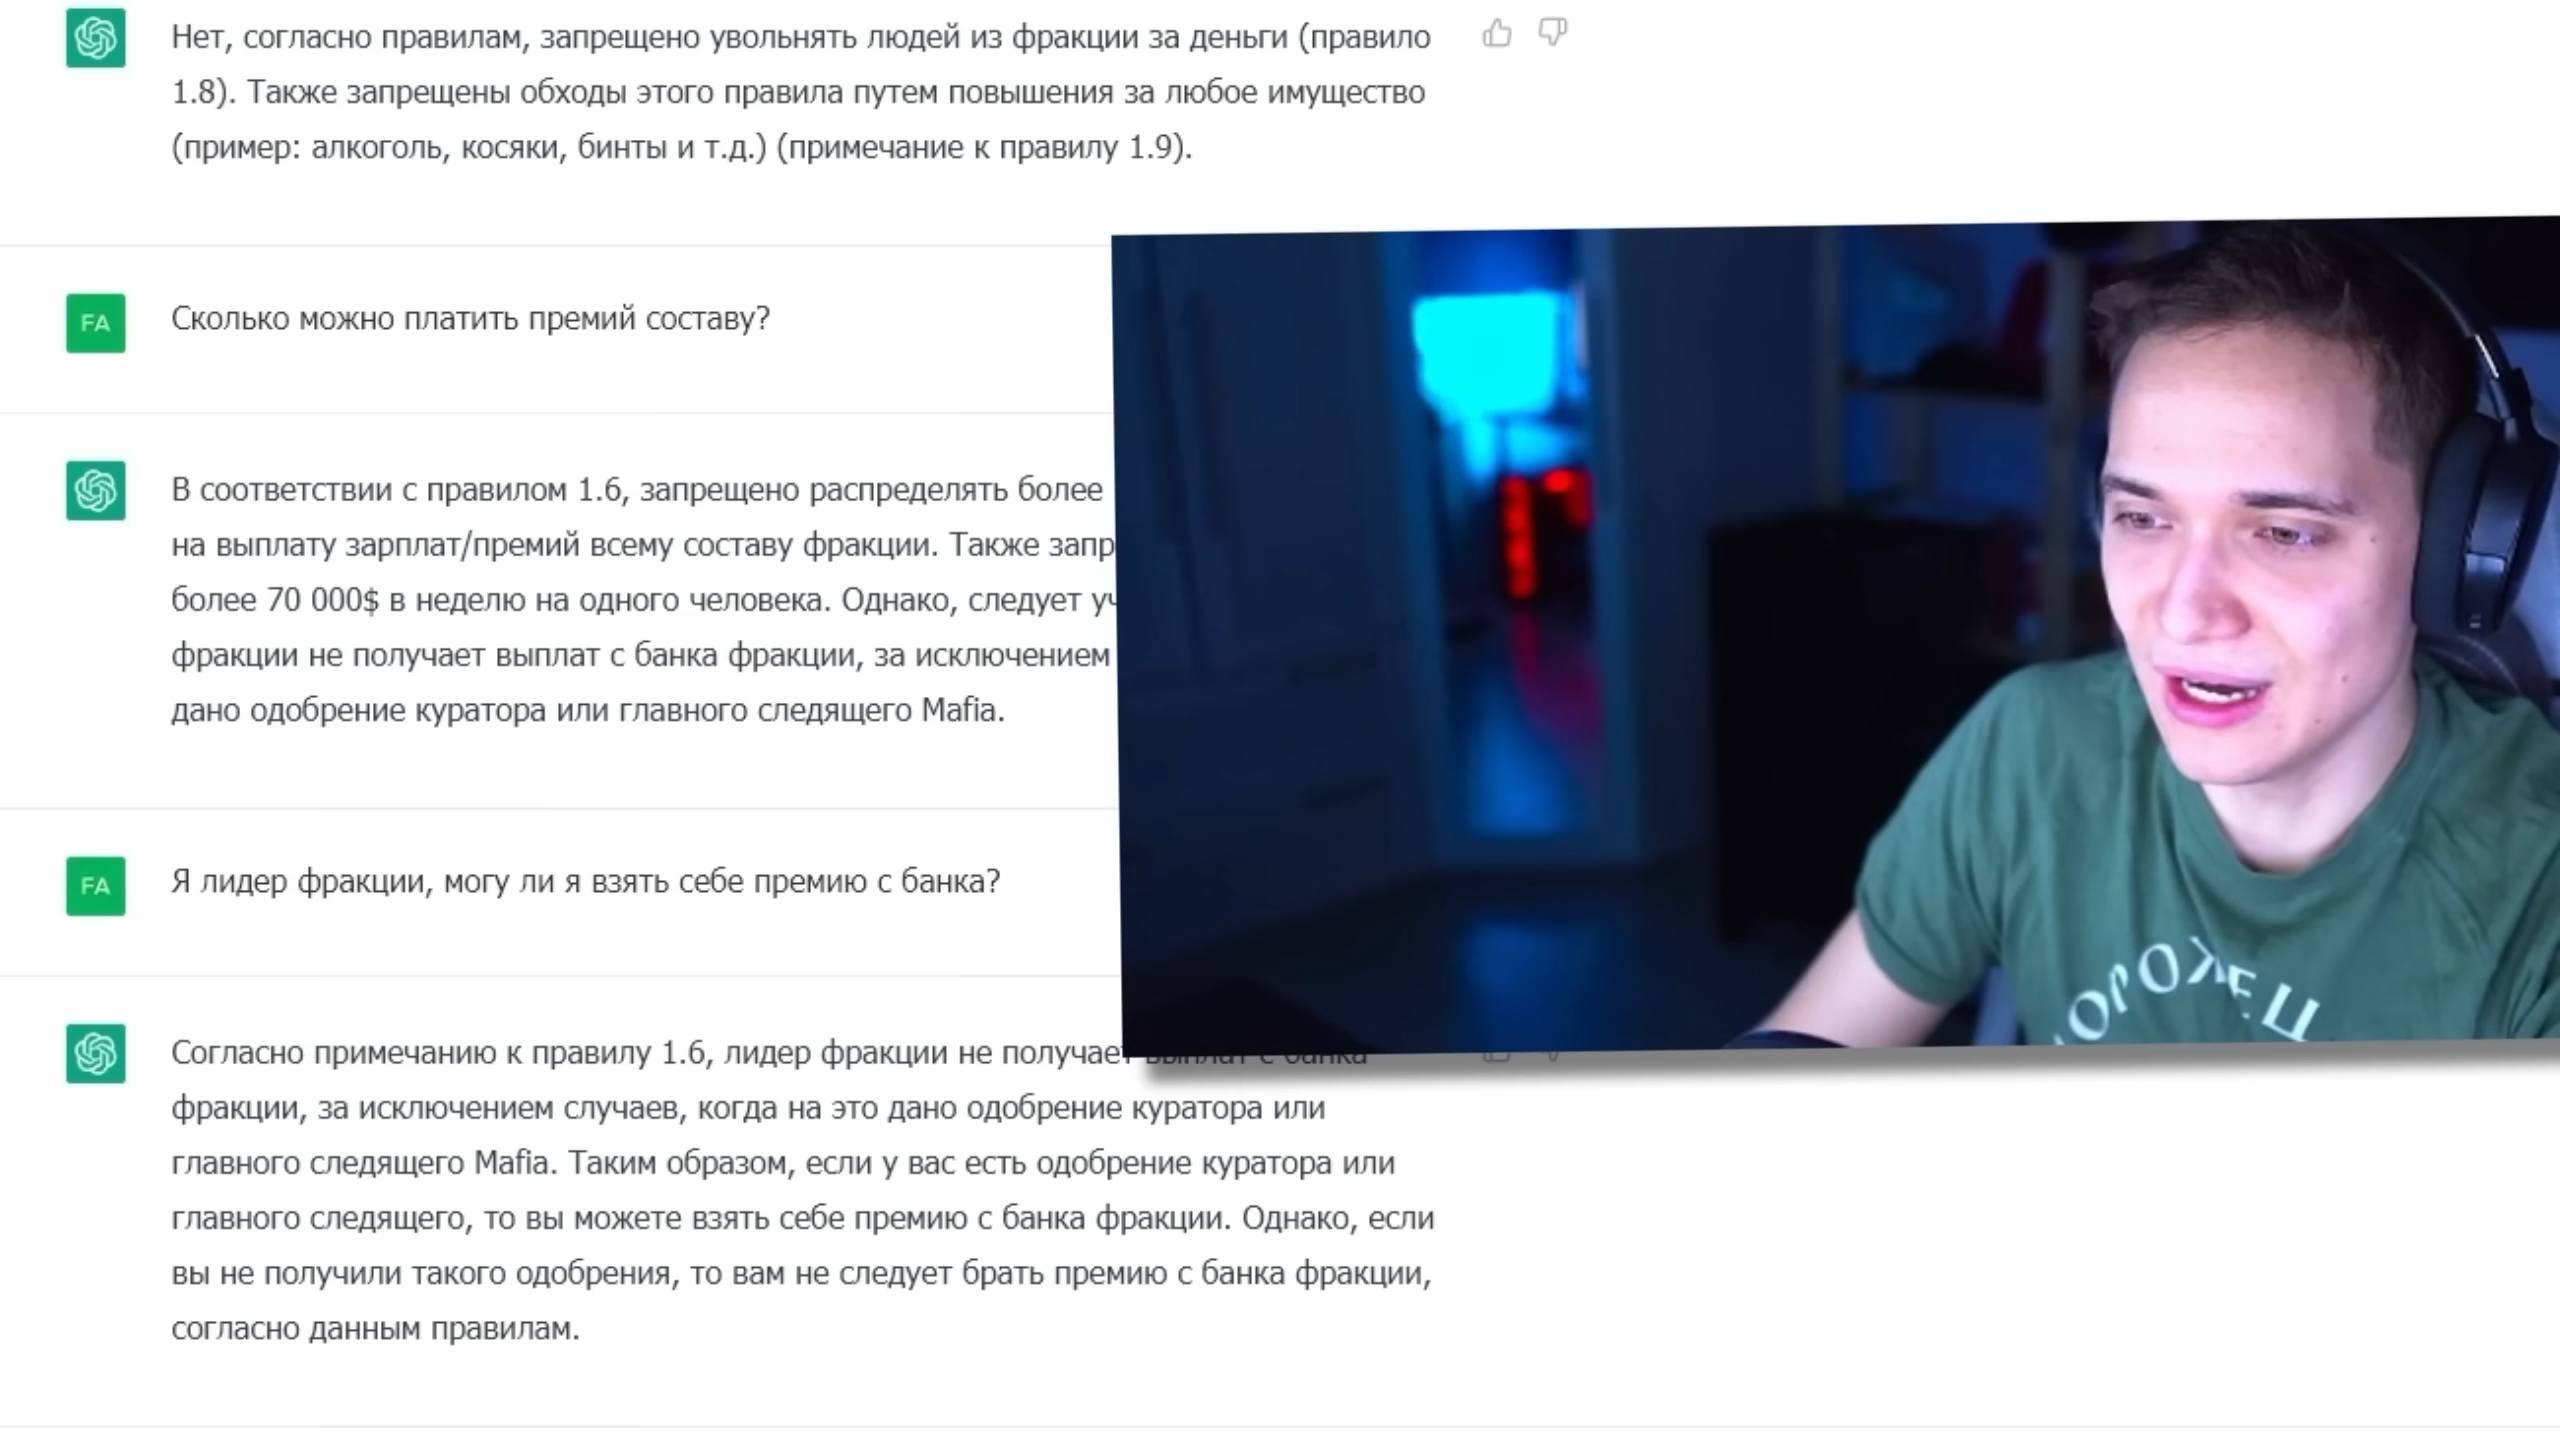 Нет, согласно правилам, запрещено увольнять людей из фракции за деньги (правило
1.8). Также запрещены обходы этого правила путем повышения за любое имущество
(пример: алкоголь, косяки, бинты и т.д.) (примечание к правилу 1.9).
FA
Сколько можно платить премий составу?
В соответствии с правилом 1.6, запрещено распределять более
на выплату зарплат/премий всему составу фракции. Также
более 70 000$ в неделю на одного человека. Однако, следует
фракции не получает выплат с банка фракции, за исключением
дано одобрение куратора или главного следящего Mafia.
FA
Я лидер фракции, могу ли я взять себе премию с банка?
Согласно примечанию к правилу 1.6, лидер фракции не получает выплат с банка
фракции, за исключением случаев, когда на это дано одобрение куратора или
главного следящего Mafia. Таким образом, если у вас есть одобрение куратора или
главного следящего, то вы можете взять себе премию с банка фракции. Однако, если
вы не получили такого одобрения, то вам не следует брать премию с банка фракции,
согласно данным правилам.